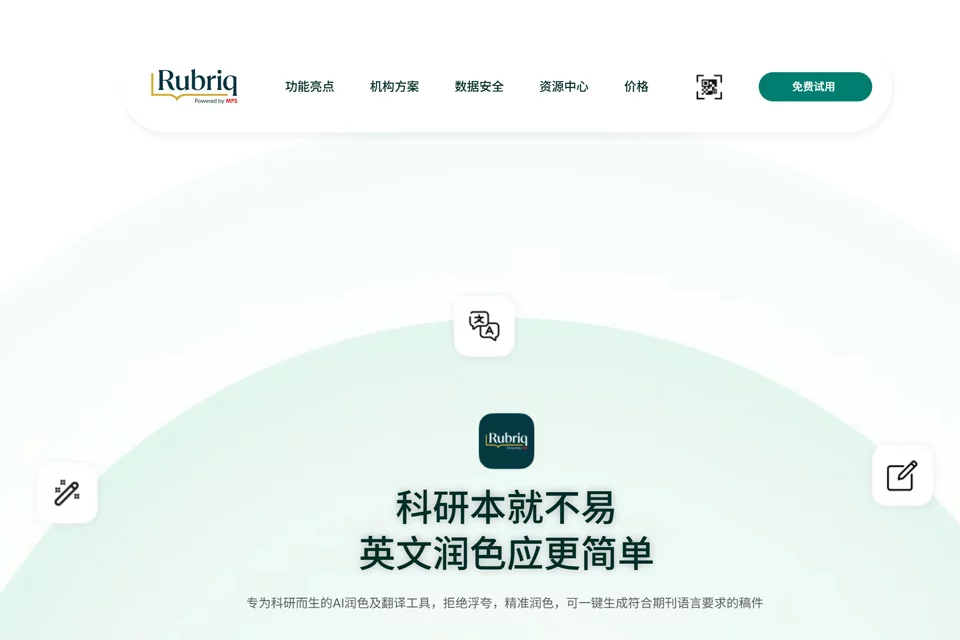 Rubriq
Powered by MPS
功能亮点
机构方案
数据安全
资源中心
价格
免费试用
文
A
Rubriq
科研本就不易
英文润色应更简单
专为科研而生的AI润色及翻译工具，拒绝浮夸，精准润色，可一键生成符合期刊语言要求的稿件